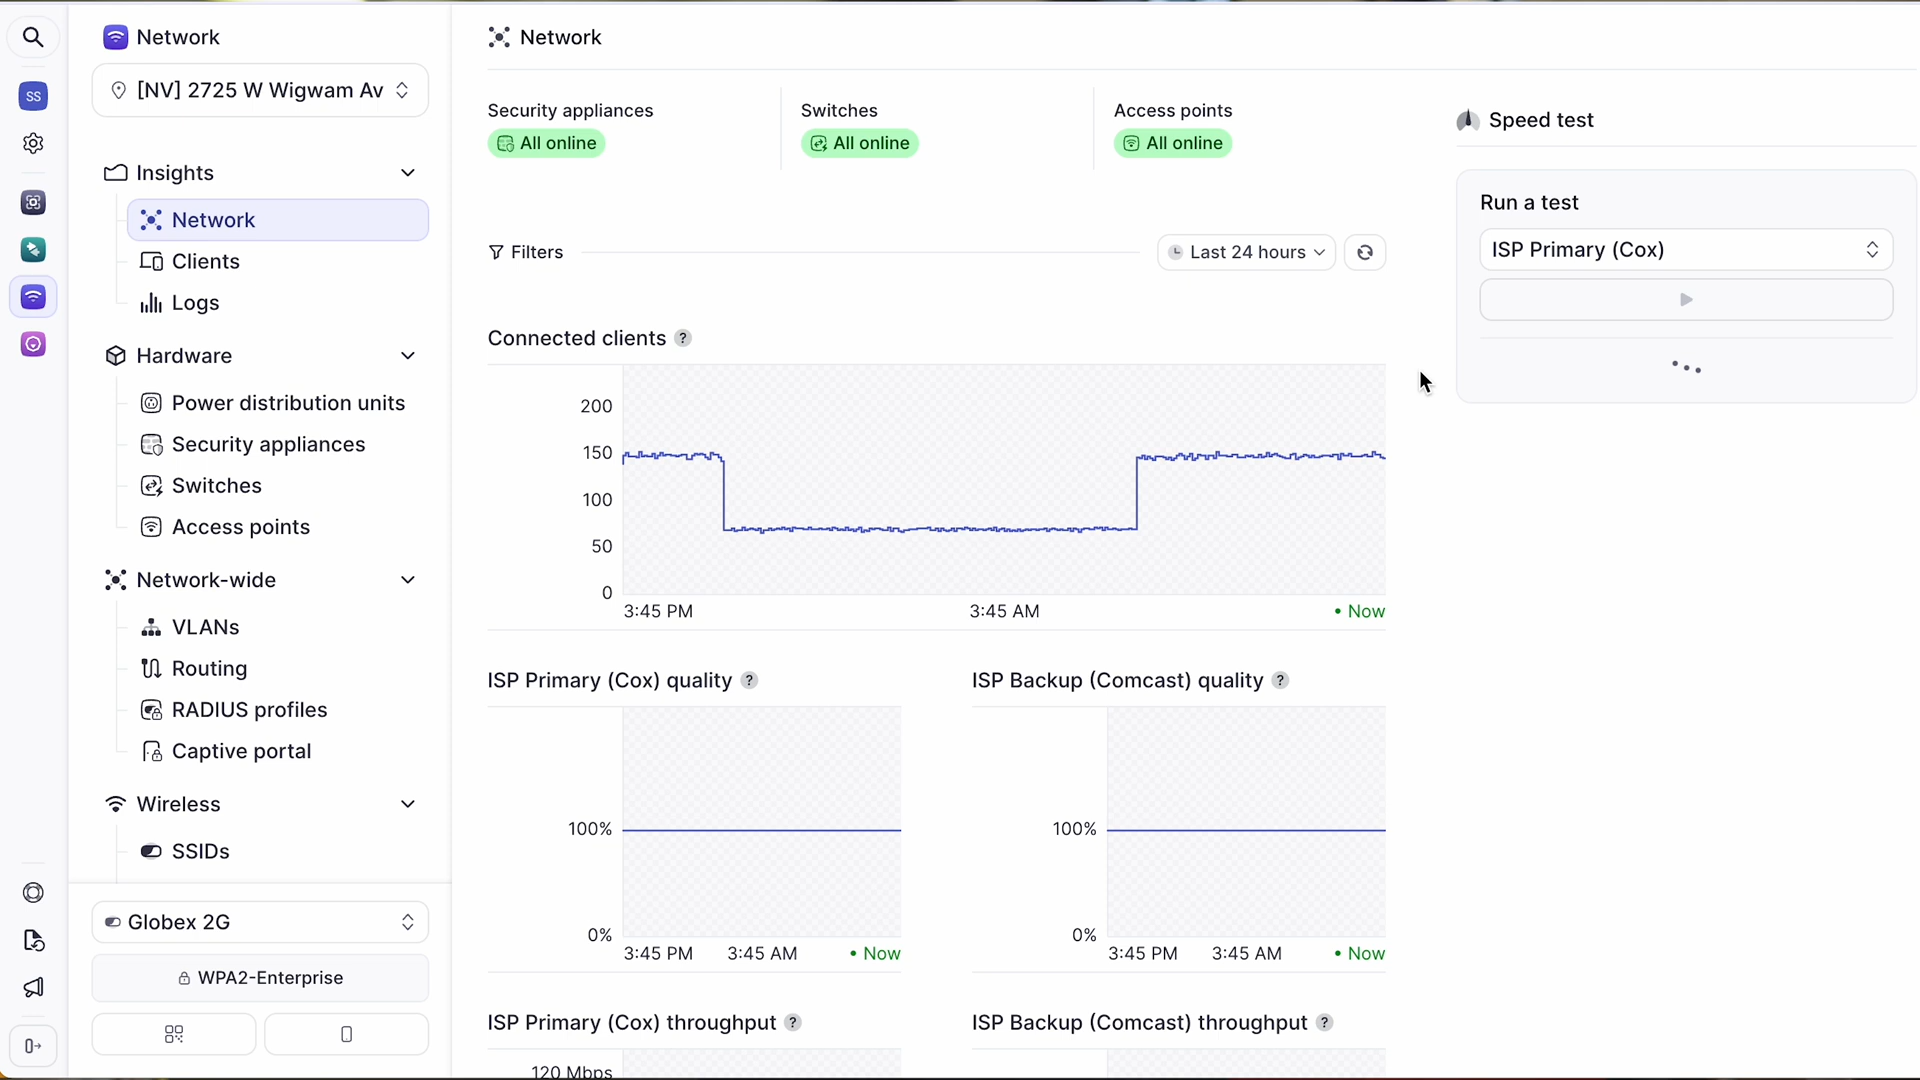 Network
[NV] 2725 W Wigwam Av
SS
Insights
Network
Clients
Logs
Hardware
Power distribution units
Security appliances
Switches
Access points
Network-wide
VLANs
Routing
RADIUS profiles
Captive portal
Wireless
SSIDs
Globex 2G
WPA2-Enterprise
Network
Security appliances
All online
Switches
All online
Access points
All online
Filters
Last 24 hours
Connected clients ?
200
150
100
50
0
3:45 PM 3:45 AM • Now
ISP Primary (Cox) quality ?
100%
0%
3:45 PM 3:45 AM • Now
ISP Backup (Comcast) quality ?
100%
0%
3:45 PM 3:45 AM • Now
ISP Primary (Cox) throughput ?
120 Mbps
ISP Backup (Comcast) throughput ?
Speed test
Run a test
ISP Primary (Cox)